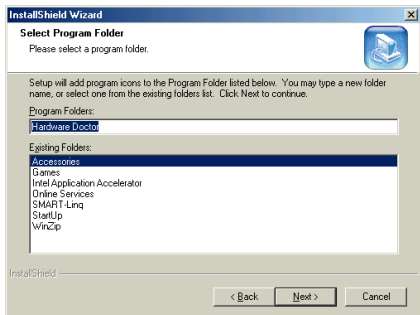 InstallShield Wizard
Select Program Folder
Please select a program folder.
Setup will add program icons to the Program Folder listed below. You may type a new folder
name, or select one from the existing folders list. Click Next to continue.
Program Folders:
Hardware Doctor
Existing Folders:
Accessories
Games
Intel Application Accelerator
Online Services
SMART-Linq
StartUp
WinZip
InstallShield
< Back
Next >
Cancel